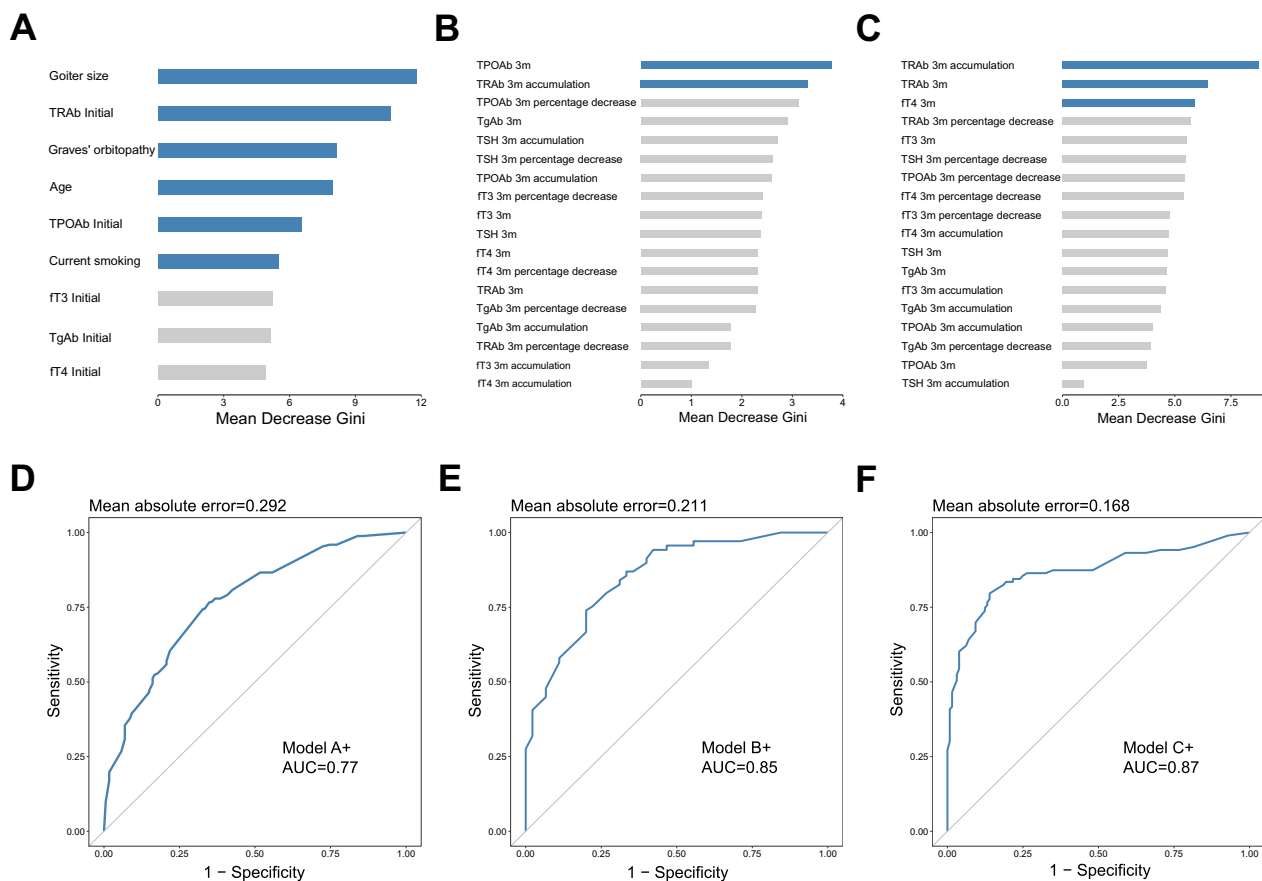 A
Goiter size
TRAb Initial
Graves' orbitopathy
Age
TPOAb Initial
Current smoking
fT3 Initial
TgAb Initial
fT4 Initial
0 3 6 9 12
Mean Decrease Gini
B
TPOAb 3m
TRAb 3m accumulation
TPOAb 3m percentage decrease
TgAb 3m
TSH 3m accumulation
TSH 3m percentage decrease
TPOAb 3m accumulation
fT3 3m percentage decrease
fT3 3m
TSH 3m
fT4 3m
fT4 3m percentage decrease
TRAb 3m
TgAb 3m percentage decrease
TgAb 3m accumulation
TRAb 3m percentage decrease
fT3 3m accumulation
fT4 3m accumulation
0 1 2 3 4
Mean Decrease Gini
C
TRAb 3m accumulation
TRAb 3m
fT4 3m
TRAb 3m percentage decrease
fT3 3m
TSH 3m percentage decrease
TPOAb 3m percentage decrease
fT4 3m percentage decrease
fT3 3m percentage decrease
fT4 3m accumulation
TSH 3m
TgAb 3m
fT3 3m accumulation
TgAb 3m accumulation
TPOAb 3m accumulation
TgAb 3m percentage decrease
TPOAb 3m
TSH 3m accumulation
0.0 2.5 5.0 7.5
Mean Decrease Gini
D
Mean absolute error=0.292
1.00
0.75
0.50
0.25
0.00
Sensitivity
Model A+
AUC=0.77
0.00 0.25 0.50 0.75 1.00
1 − Specificity
E
Mean absolute error=0.211
1.00
0.75
0.50
0.25
0.00
Sensitivity
Model B+
AUC=0.85
0.00 0.25 0.50 0.75 1.00
1 − Specificity
F
Mean absolute error=0.168
1.00
0.75
0.50
0.25
0.00
Sensitivity
Model C+
AUC=0.87
0.00 0.25 0.50 0.75 1.00
1 − Specificity